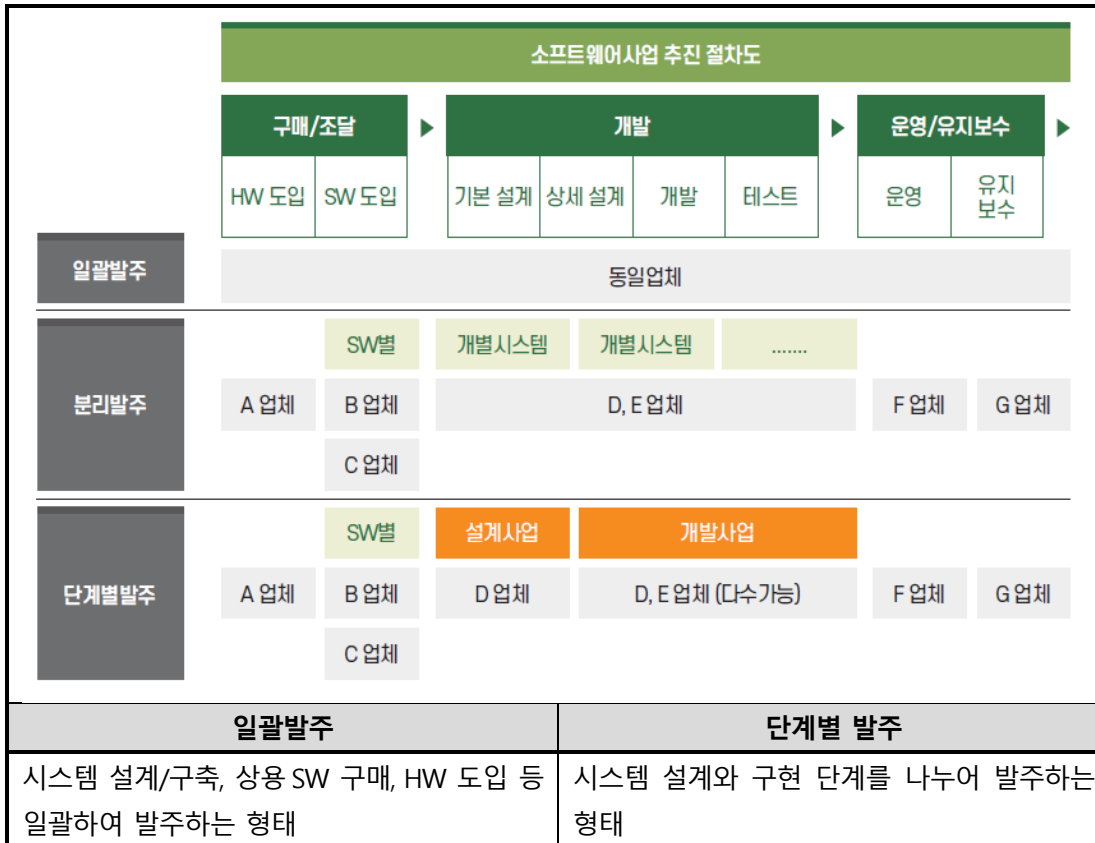 소프트웨어사업 추진 절차도
구매/조달 ▶ 개발 ▶ 운영/유지보수 ▶
HW 도입 SW 도입 기본 설계 상세 설계 개발 테스트 운영 유지
보수
일괄발주 동일업체
SW별 개별시스템 개별시스템 .......
분리발주 A 업체 B 업체 D, E 업체 F 업체 G 업체
C 업체
SW별 설계사업 개발사업
단계별발주 A 업체 B 업체 D 업체 D, E 업체 (다수가능) F 업체 G 업체
C 업체
일괄발주 단계별 발주
시스템 설계/구축, 상용 SW 구매, HW 도입 등 시스템 설계와 구현 단계를 나누어 발주하는
일괄하여 발주하는 형태 형태